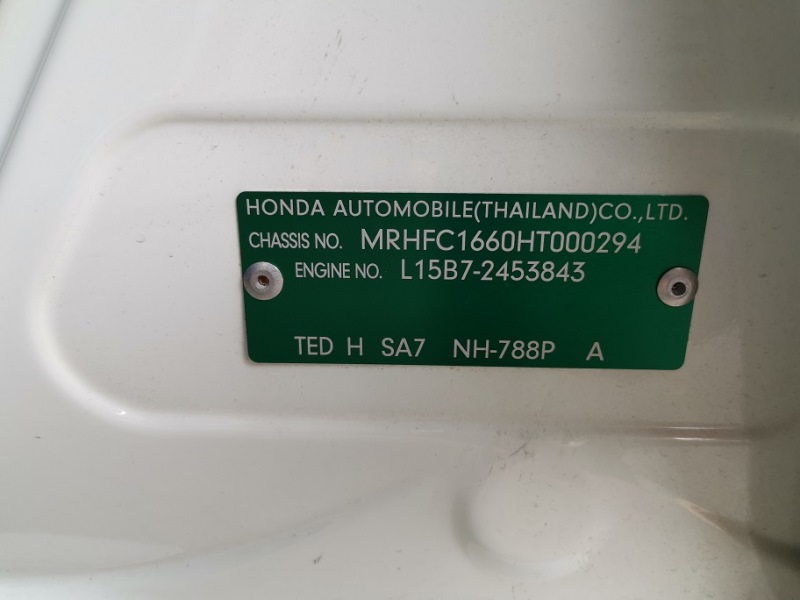 HONDA AUTOMOBILE(THAILAND)CO.,LTD.
CHASSIS NO. MRHFC1660HT000294
ENGINE NO. L15B7-2453843
TED H SA7 NH-788P A